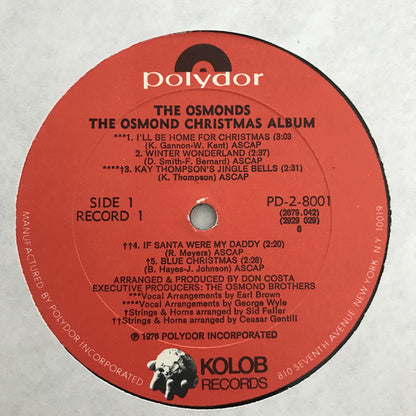 polydor
THE OSMONDS
THE OSMOND CHRISTMAS ALBUM
***1. I'LL BE HOME FOR CHRISTMAS (3:03
(K. Gannon-W. Kent) ASCAP
2. WINTER WONDERLAND (2:37)
(D. Smith-F. Bernard) ASCAP
****†3. KAY THOMPSON'S JINGLE BELLS (2:31)
(K. Thompson) ASCAP
SIDE 1
RECORD 1
PD-2-8001
(2679.042)
(2929 029)
8
††4. IF SANTA WERE MY DADDY (2:20)
(R. Meyers) ASCAP
†5. BLUE CHRISTMAS (2:28)
(B. Hayes-J. Johnson) ASCAP
ARRANGED & PRODUCED BY DON COSTA
EXECUTIVE PRODUCERS: THE OSMOND BROTHERS
***Vocal Arrangements by Earl Brown
****Vocal Arrangements by George Wyle
†Strings & Horns arranged by Sid Feller
††Strings & Horns arranged by Ceasar Gentili
℗ 1976 POLYDOR INCORPORATED
KOLOB
RECORDS
MANUFACTURED BY POLYDOR INCORPORATED
810 SEVENTH AVENUE NEW YORK, N.Y. 10019